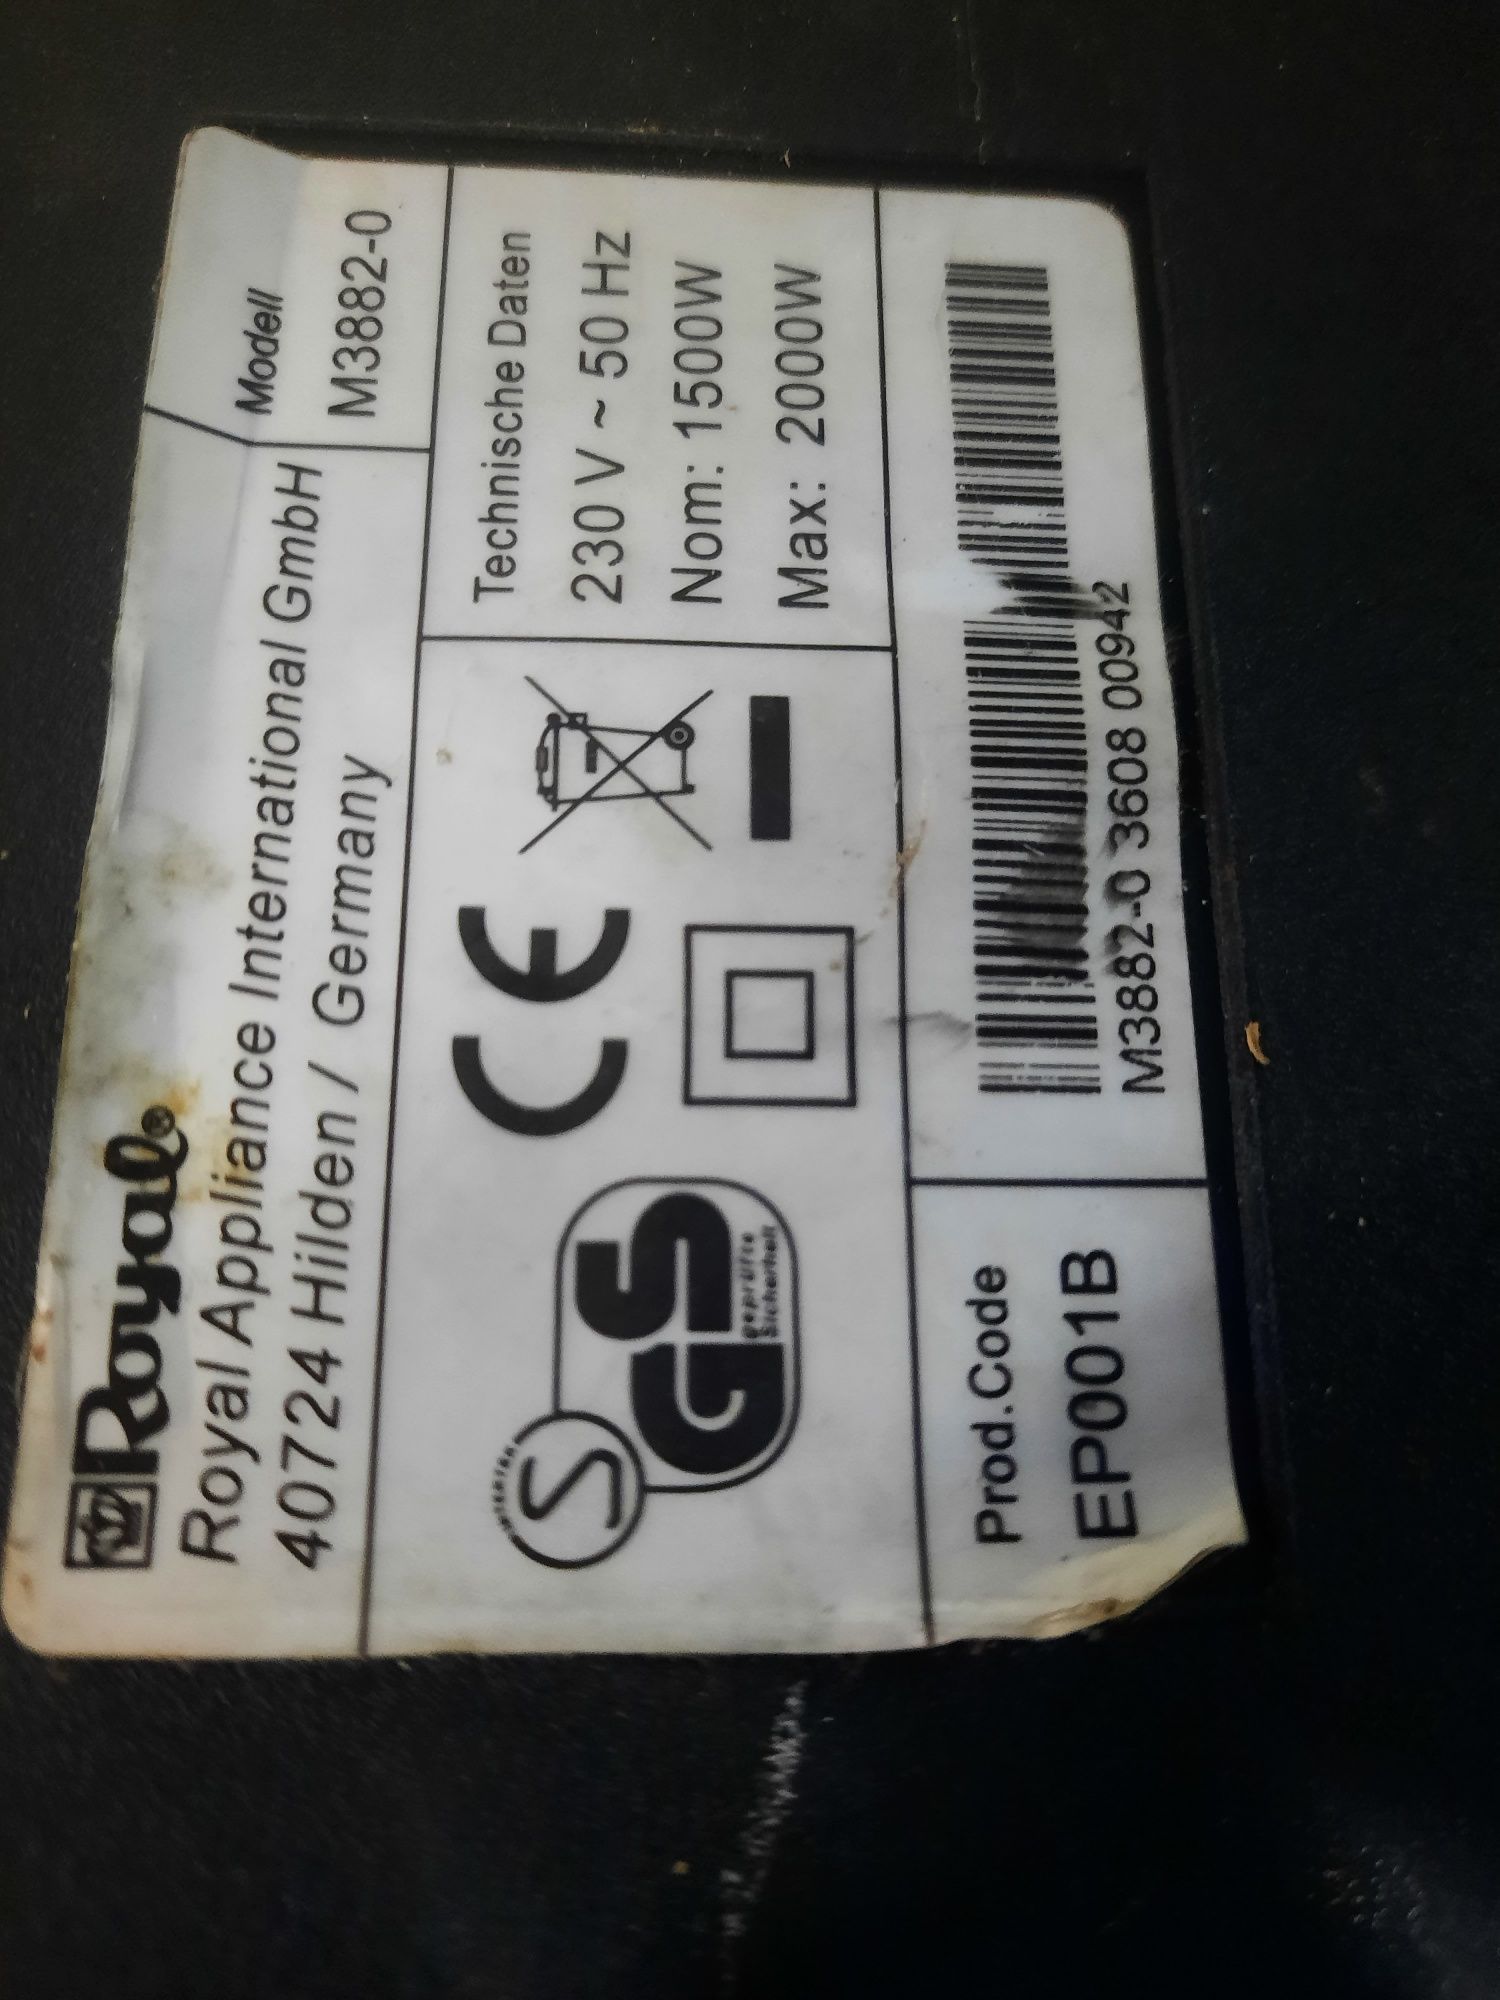 Royal®
Royal Appliance International GmbH
40724 Hilden / Germany
Modell
M3882-0
S
GS
geprüfte
Sicherheit
CE
Technische Daten
230 V ~ 50 Hz
Nom: 1500W
Max: 2000W
Prod.Code
EP001B
M3882-0 3608 00942